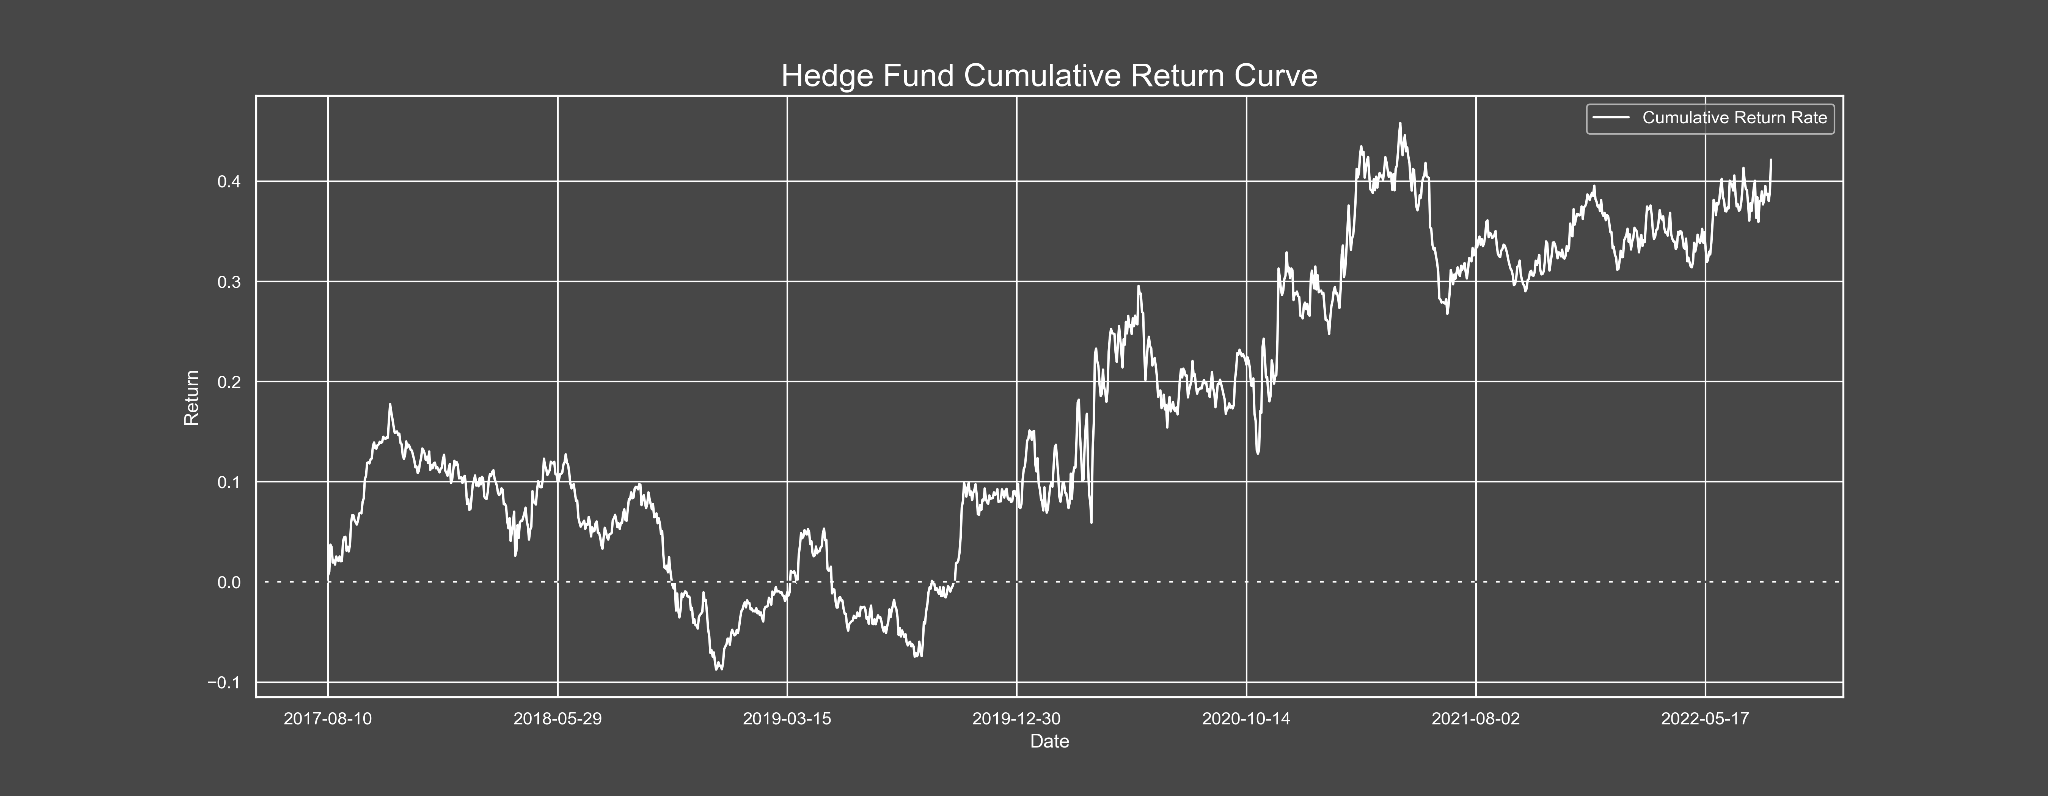 Hedge Fund Cumulative Return Curve
Cumulative Return Rate
Return
0.4
0.3
0.2
0.1
0.0
−0.1
2017-08-10 2018-05-29 2019-03-15 2019-12-30 2020-10-14 2021-08-02 2022-05-17
Date